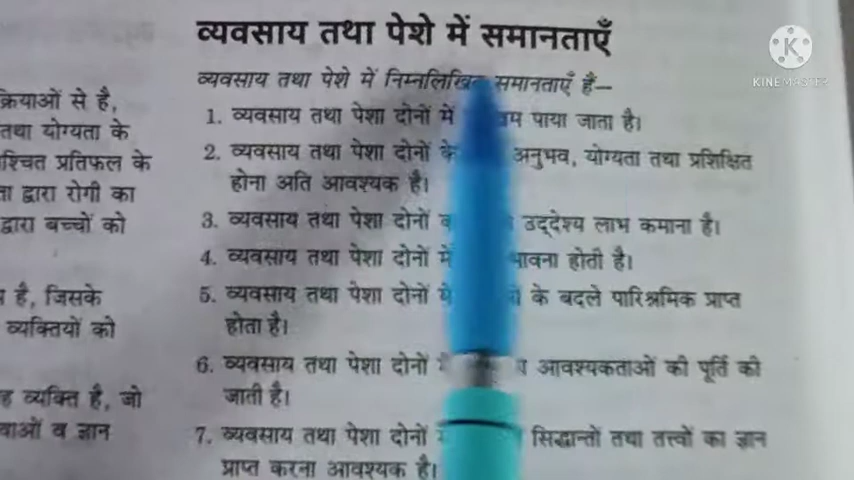 व्यवसाय तथा पेशे में समानताएँ
व्यवसाय तथा पेशे में निम्नलिखित समानताएँ हैं—
1. व्यवसाय तथा पेशा दोनों में पाया जाता है।
2. व्यवसाय तथा पेशा दोनों अनुभव, योग्यता तथा प्रशिक्षित
होना अति आवश्यक है।
3. व्यवसाय तथा पेशा दोनों उद्देश्य लाभ कमाना है।
4. व्यवसाय तथा पेशा दोनों में होती है।
5. व्यवसाय तथा पेशा दोनों के बदले पारिश्रमिक प्राप्त
होता है।
6. व्यवसाय तथा पेशा दोनों आवश्यकताओं की पूर्ति की
जाती है।
7. व्यवसाय तथा पेशा दोनों सिद्धान्तों तथा तत्त्वों का ज्ञान
प्राप्त करना आवश्यक है।
क्रियाओं से है,
तथा योग्यता के
प्रतिफल के
द्वारा रोगी का
द्वारा बच्चों को
है, जिसके
व्यक्तियों को
व्यक्ति है, जो
व ज्ञान
K
KINEMASTER